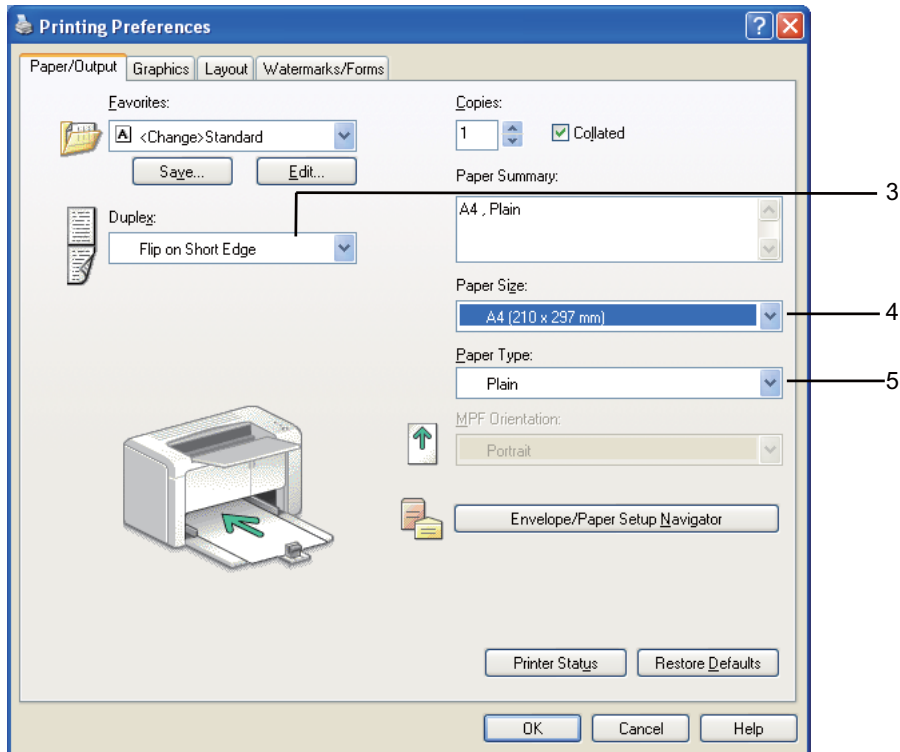 Printing Preferences
Paper/Output Graphics Layout Watermarks/Forms
Favorites:
A <Change>Standard
Save... Edit...
Duplex:
Flip on Short Edge
Copies:
1 Collated
Paper Summary:
A4 , Plain
3
Paper Size:
A4 (210 x 297 mm)
4
Paper Type:
Plain
5
MPF Orientation:
Portrait
Envelope/Paper Setup Navigator
Printer Status Restore Defaults
OK Cancel Help